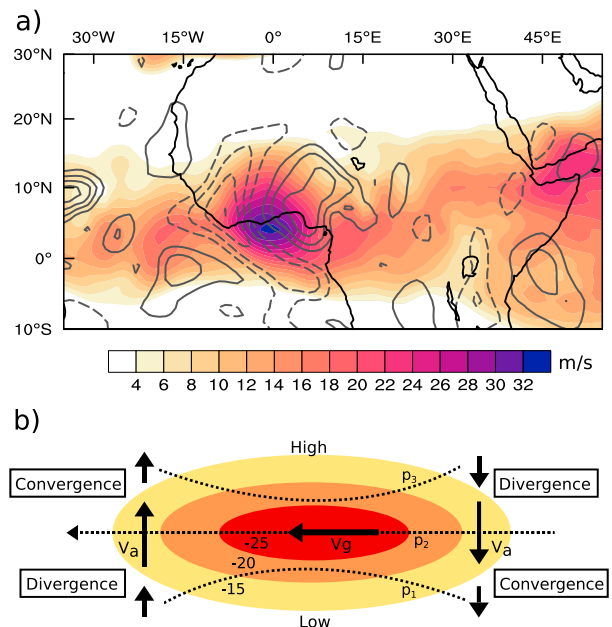 a)
30°W 15°W 0° 15°E 30°E 45°E
30°N
20°N
10°N
0°
10°S
4 6 8 10 12 14 16 18 20 22 24 26 28 30 32 m/s
b)
High
Convergence
Divergence
p3
Va
Vg
p2
Va
-25
-20
-15
p1
Divergence
Convergence
Low